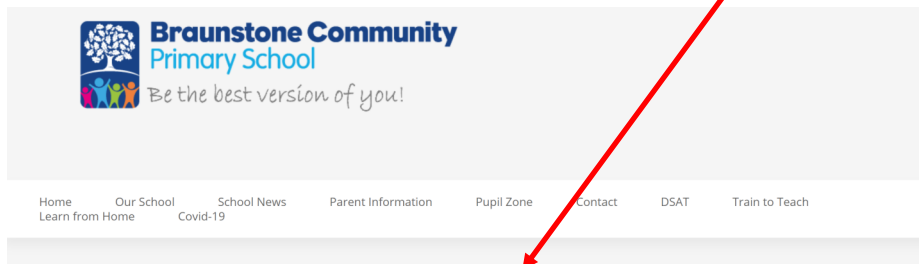 Braunstone Community
Primary School
Be the best version of you!
Home Our School School News Parent Information Pupil Zone Contact DSAT Train to Teach
Learn from Home Covid-19